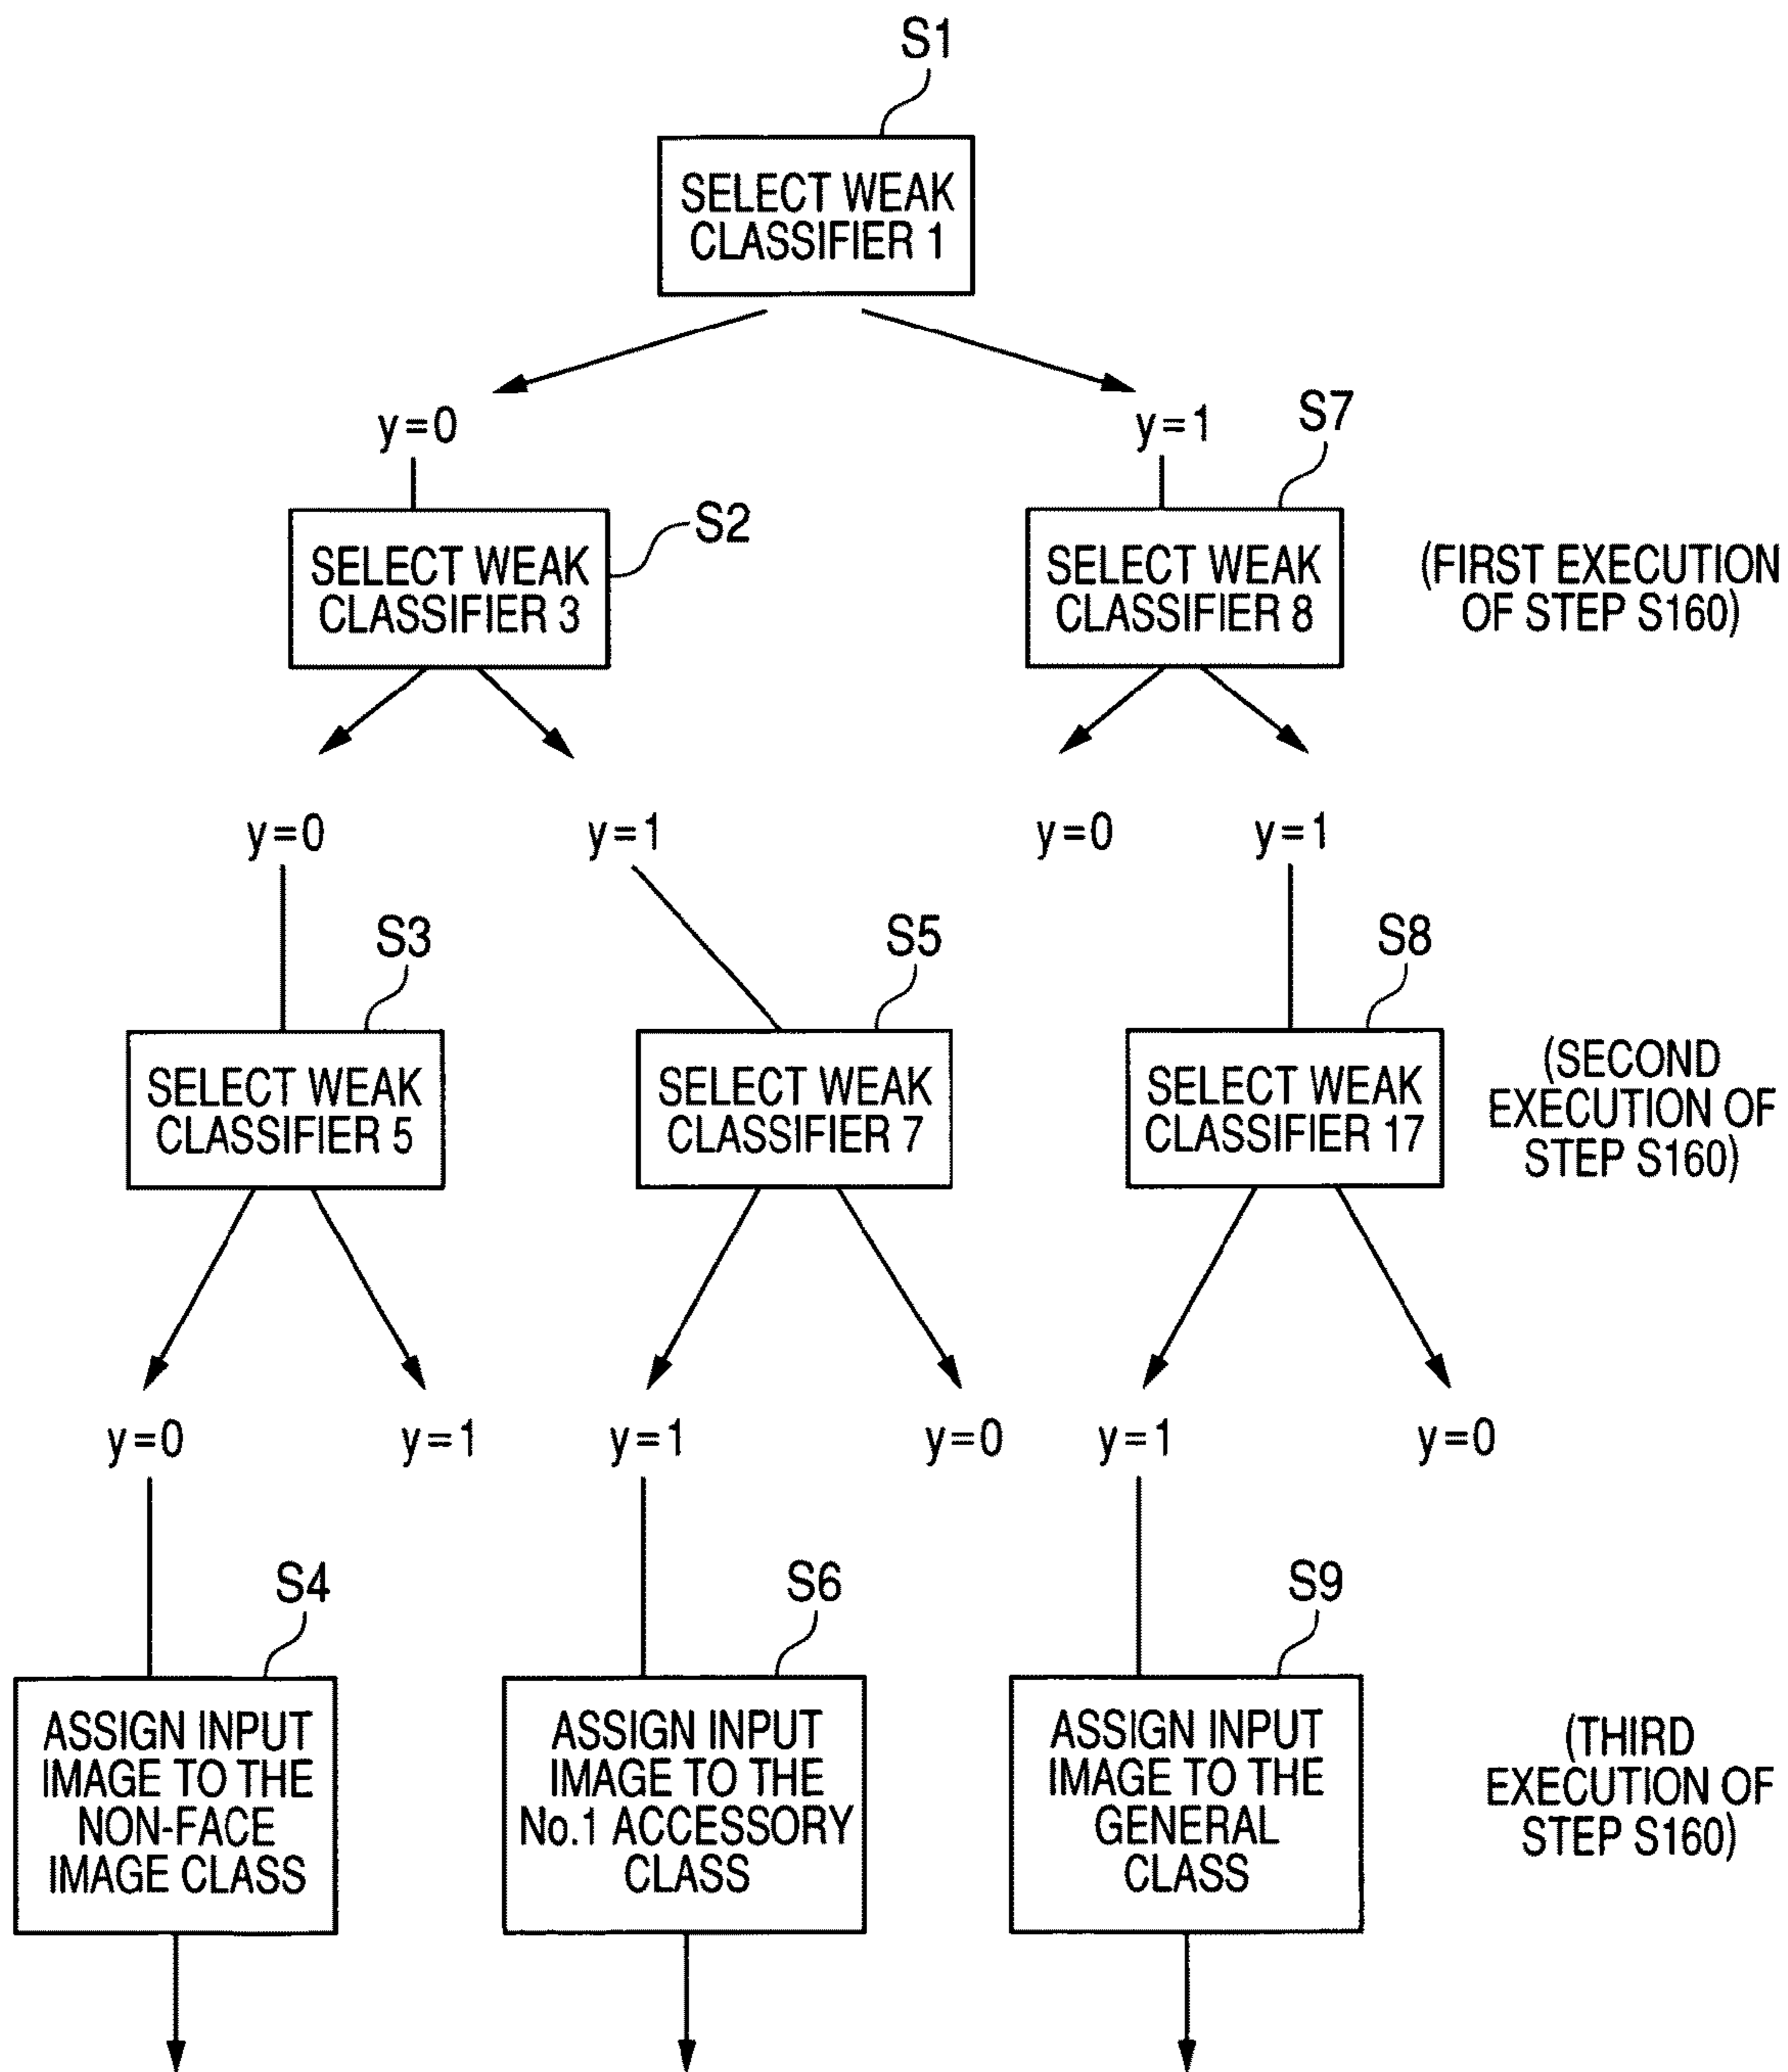 S1
SELECT WEAK
CLASSIFIER 1
y=0
y=1
S7
S2
SELECT WEAK
CLASSIFIER 3
SELECT WEAK
CLASSIFIER 8
(FIRST EXECUTION
OF STEP S160)
y=0
y=1
y=0
y=1
S3
S5
S8
SELECT WEAK
CLASSIFIER 5
SELECT WEAK
CLASSIFIER 7
SELECT WEAK
CLASSIFIER 17
(SECOND
EXECUTION OF
STEP S160)
y=0
y=1
y=1
y=0
y=1
y=0
S4
S6
S9
ASSIGN INPUT
IMAGE TO THE
NON-FACE
IMAGE CLASS
ASSIGN INPUT
IMAGE TO THE
No.1 ACCESSORY
CLASS
ASSIGN INPUT
IMAGE TO THE
GENERAL
CLASS
(THIRD
EXECUTION OF
STEP S160)